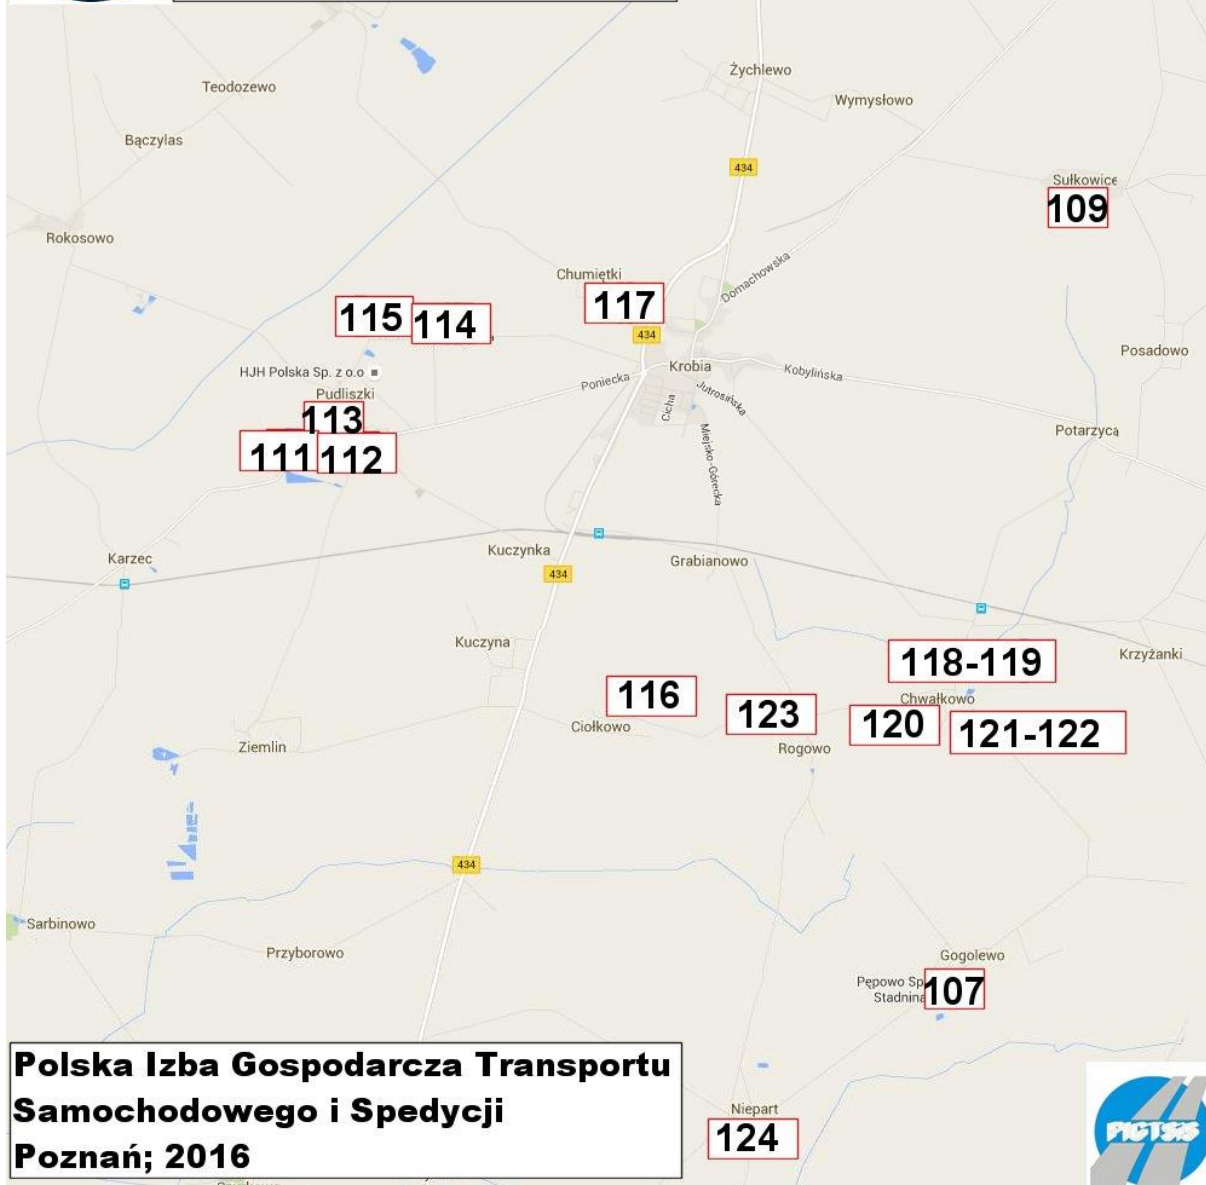 Teodozewo
Żychlewo
Wymysłowo
Bączylas
434
Sułkowice
109
Rokosowo
Domachowska
Chumiętki
117
115
114
434
Posadowo
HJH Polska Sp. z o.o
Poniecka
Krobia
Kobylińska
Pudliszki
Cicha
Jutrosińska
113
Potarzyca
111
112
Miejsko-Górecka
Karzec
Kuczynka
Grabianowo
434
Kuczyna
118-119
Krzyżanki
116
Chwałkowo
123
120
121-122
Ciołkowo
Ziemlin
Rogowo
434
Sarbinowo
Przyborowo
Gogolewo
Pępowo Sp
Stadnina
107
Polska Izba Gospodarcza Transportu
Samochodowego i Spedycji
Poznań; 2016
Niepart
124
PIGTSiS